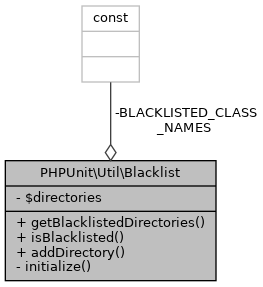 const
-BLACKLISTED_CLASS
_NAMES
PHPUnit\Util\Blacklist
- $directories
+ getBlacklistedDirectories()
+ isBlacklisted()
+ addDirectory()
- initialize()